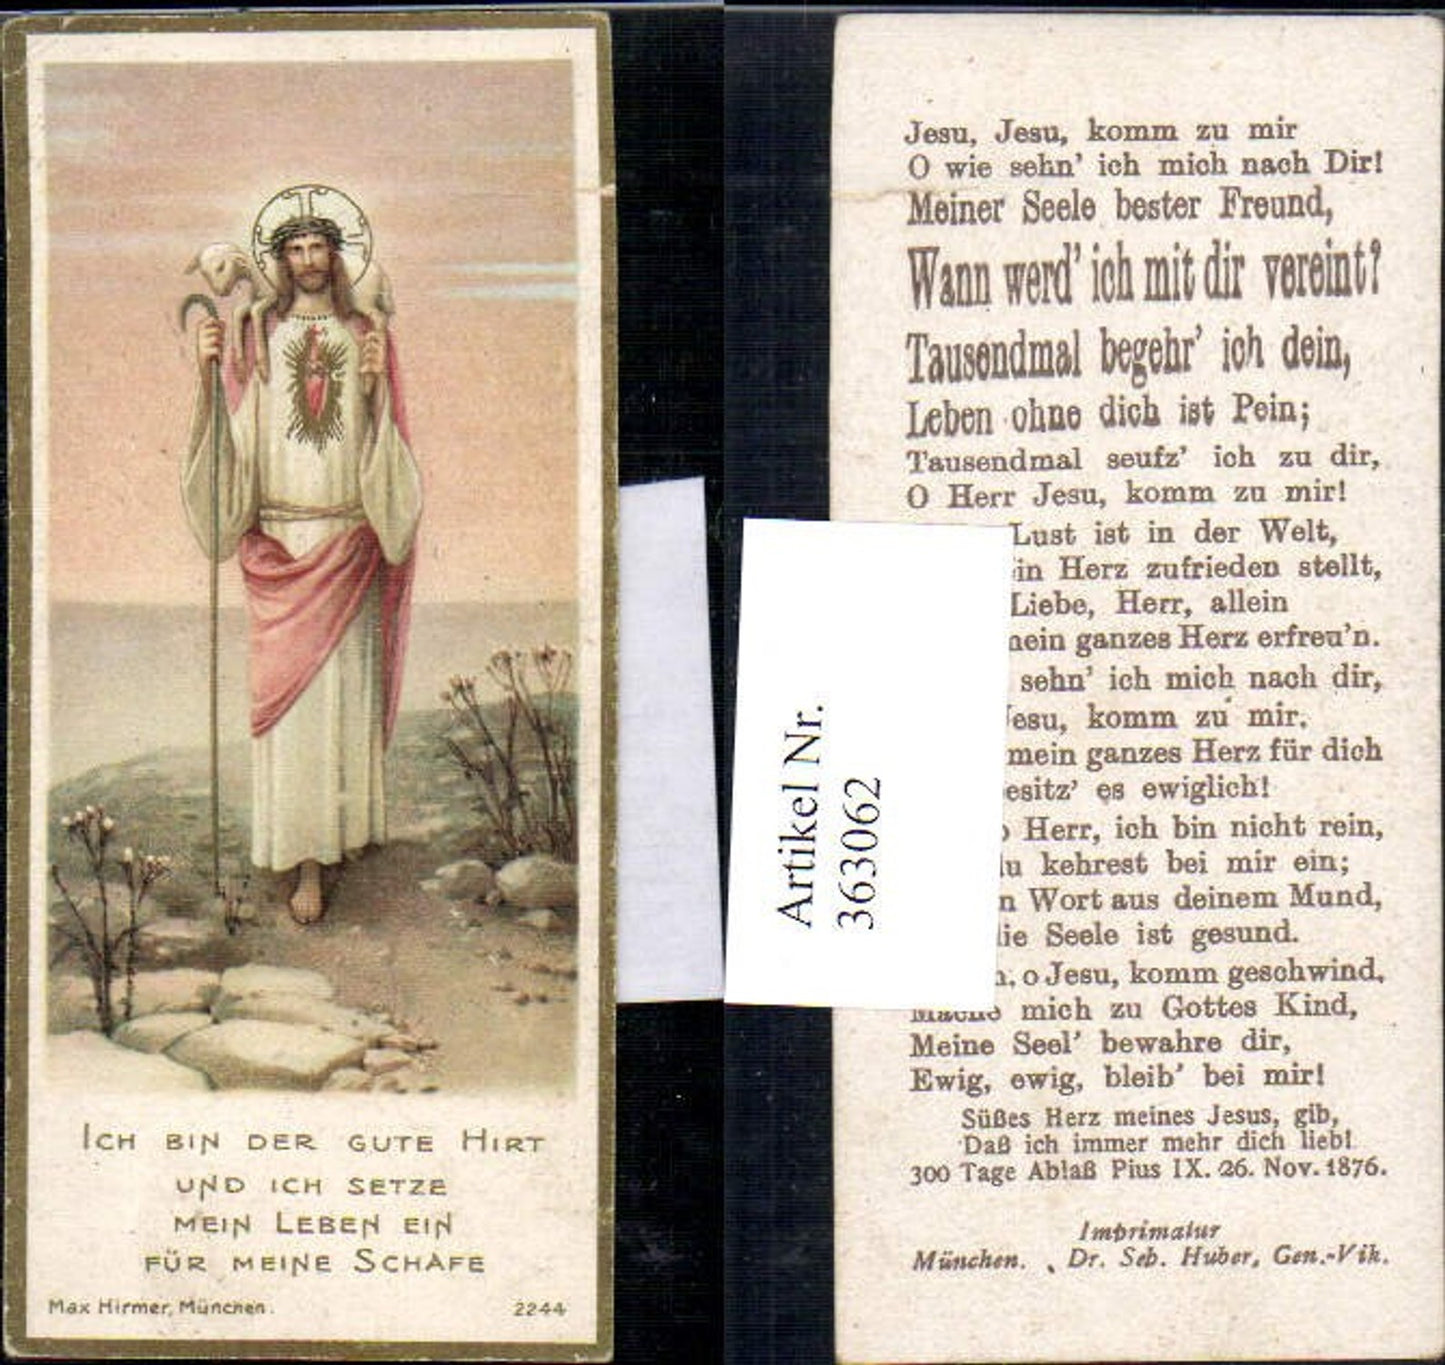 ICH BIN DER GUTE HIRT
UND ICH SETZE
MEIN LEBEN EIN
FÜR MEINE SCHAFE
Max Hirmer, München.
2244
Artikel Nr.
363062
Jesu, Jesu, komm zu mir
O wie sehn' ich mich nach Dir!
Meiner Seele bester Freund,
Wann werd' ich mit dir vereint?
Tausendmal begehr' ich dein,
Leben ohne dich ist Pein;
Tausendmal seufz' ich zu dir,
O Herr Jesu, komm zu mir!
Lust ist in der Welt,
in Herz zufrieden stellt,
Liebe, Herr, allein
mein ganzes Herz erfreu'n.
sehn' ich mich nach dir,
Jesu, komm zu mir.
mein ganzes Herz für dich
esitz' es ewiglich!
Herr, ich bin nicht rein,
du kehrest bei mir ein;
n Wort aus deinem Mund,
die Seele ist gesund.
o Jesu, komm geschwind,
Mache mich zu Gottes Kind,
Meine Seel' bewahre dir,
Ewig, ewig, bleib' bei mir!
Süßes Herz meines Jesus, gib,
Daß ich immer mehr dich lieb!
300 Tage Ablaß Pius IX. 26. Nov. 1876.
Imprimatur
München. Dr. Seb. Huber, Gen.-Vik.